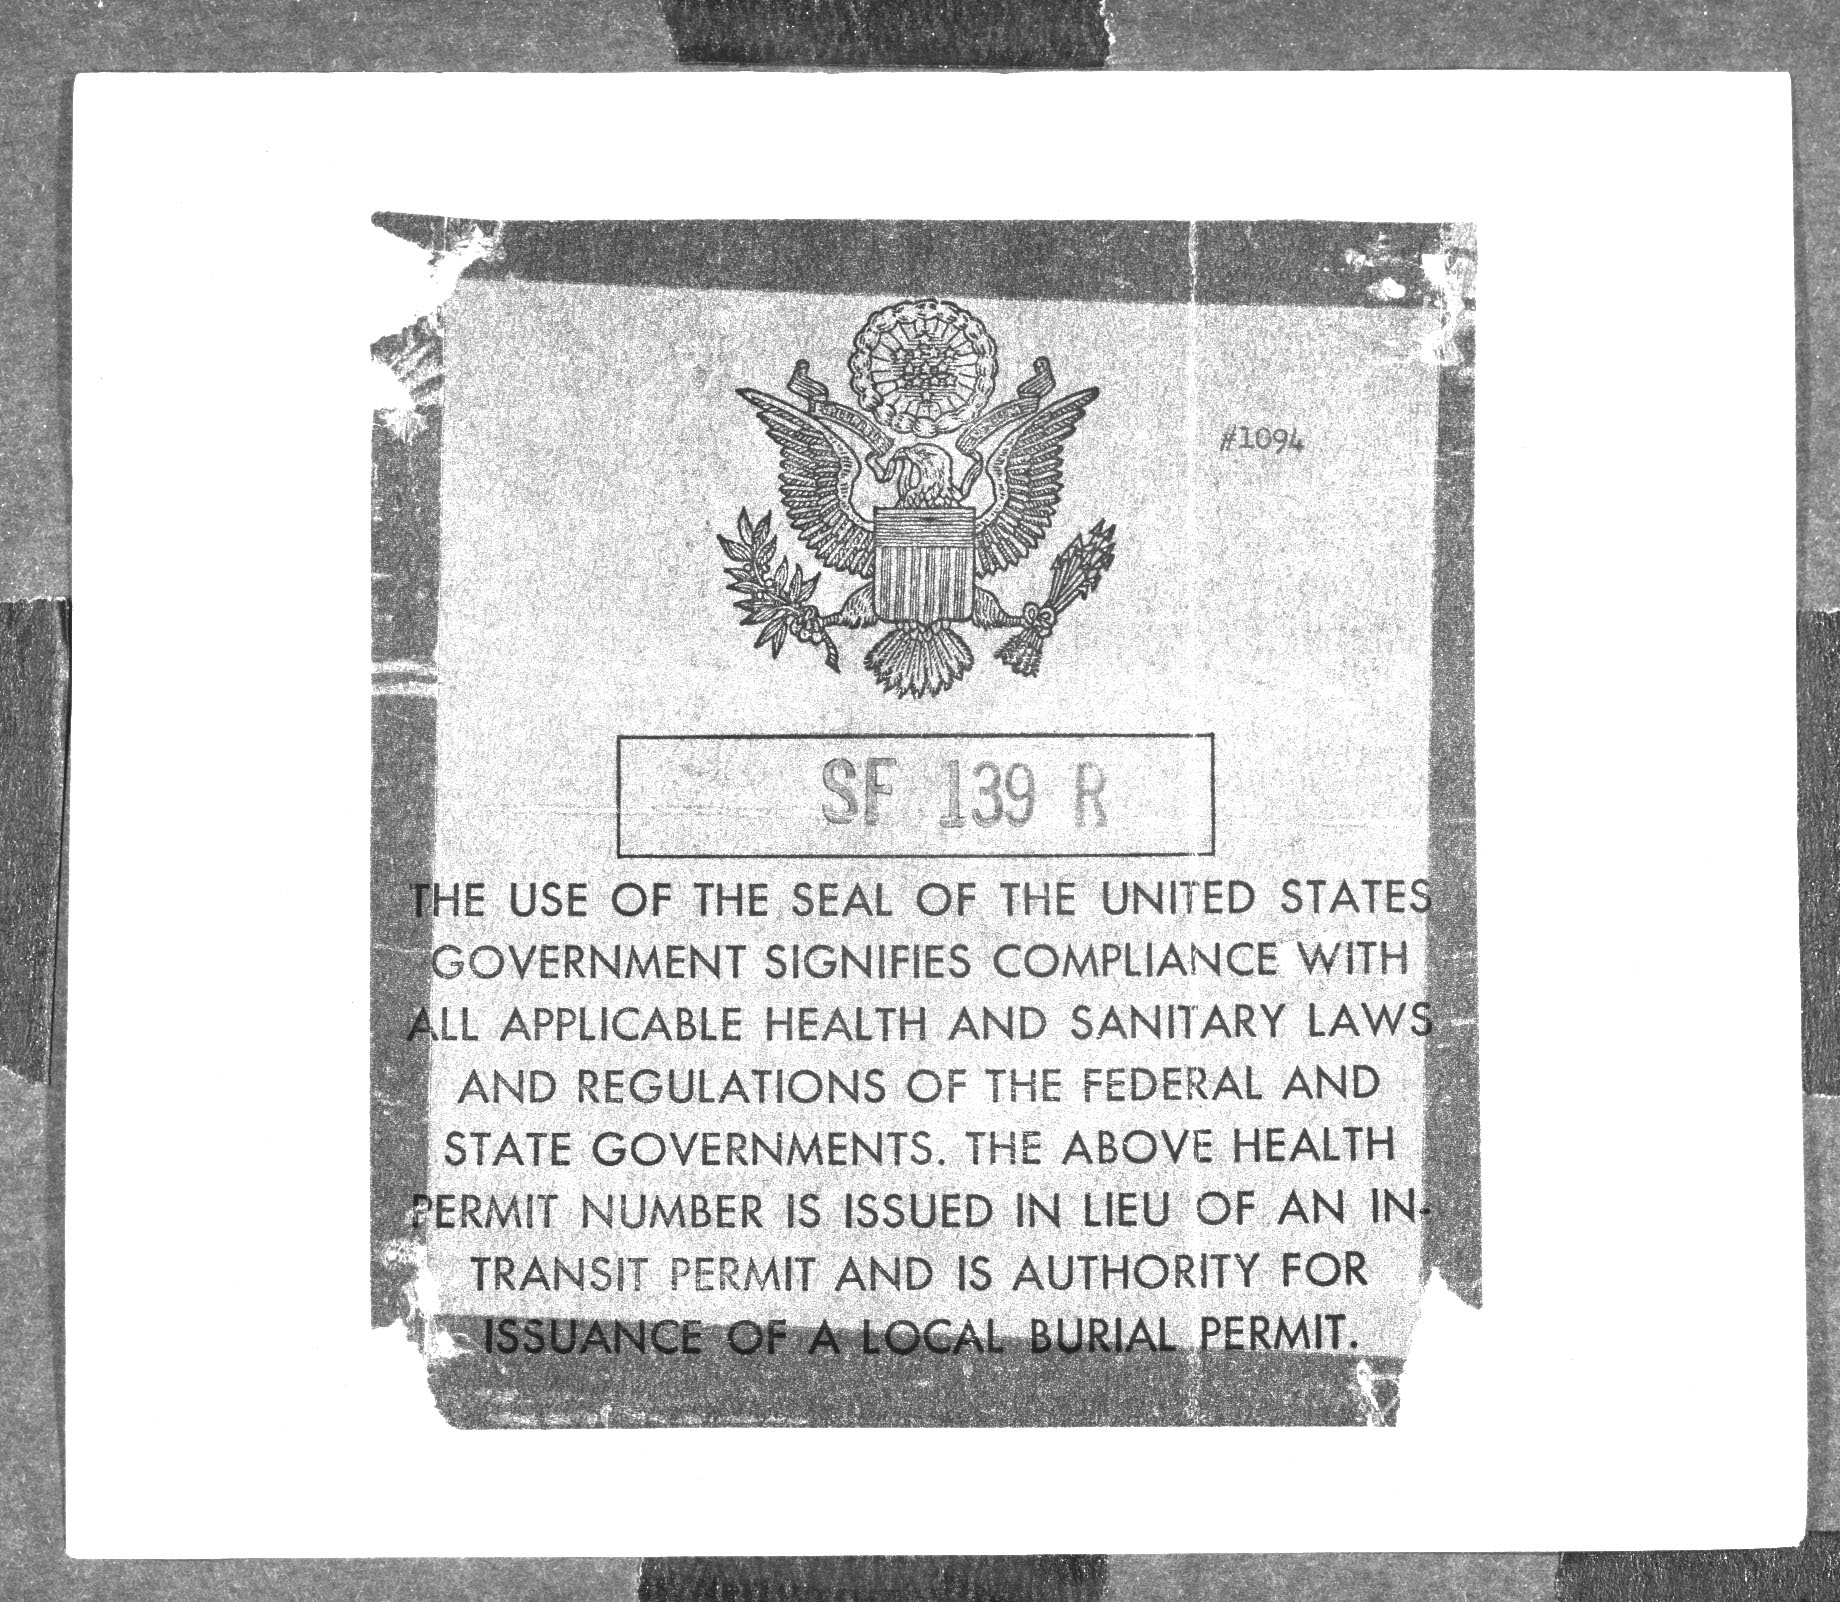 #1094
SF 139 R
THE USE OF THE SEAL OF THE UNITED STATES
GOVERNMENT SIGNIFIES COMPLIANCE WITH
ALL APPLICABLE HEALTH AND SANITARY LAWS
AND REGULATIONS OF THE FEDERAL AND
STATE GOVERNMENTS. THE ABOVE HEALTH
PERMIT NUMBER IS ISSUED IN LIEU OF AN IN-
TRANSIT PERMIT AND IS AUTHORITY FOR
ISSUANCE OF A LOCAL BURIAL PERMIT.